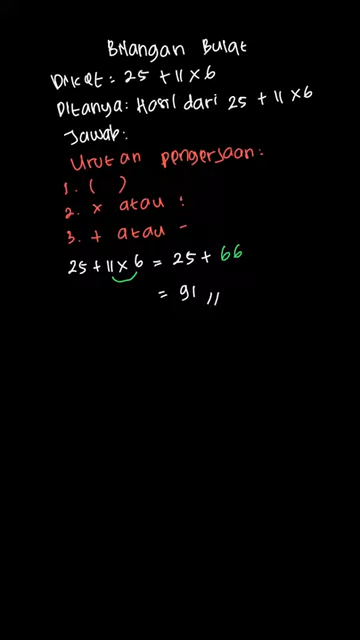 Bilangan Bulat
Diket = 25 + 11 × 6
Ditanya: Hasil dari 25 + 11 × 6
Jawab:
Urutan pengerjaan:
1. ( )
2. × atau :
3. + atau -
25 + 11 × 6 = 25 + 66
= 91 //